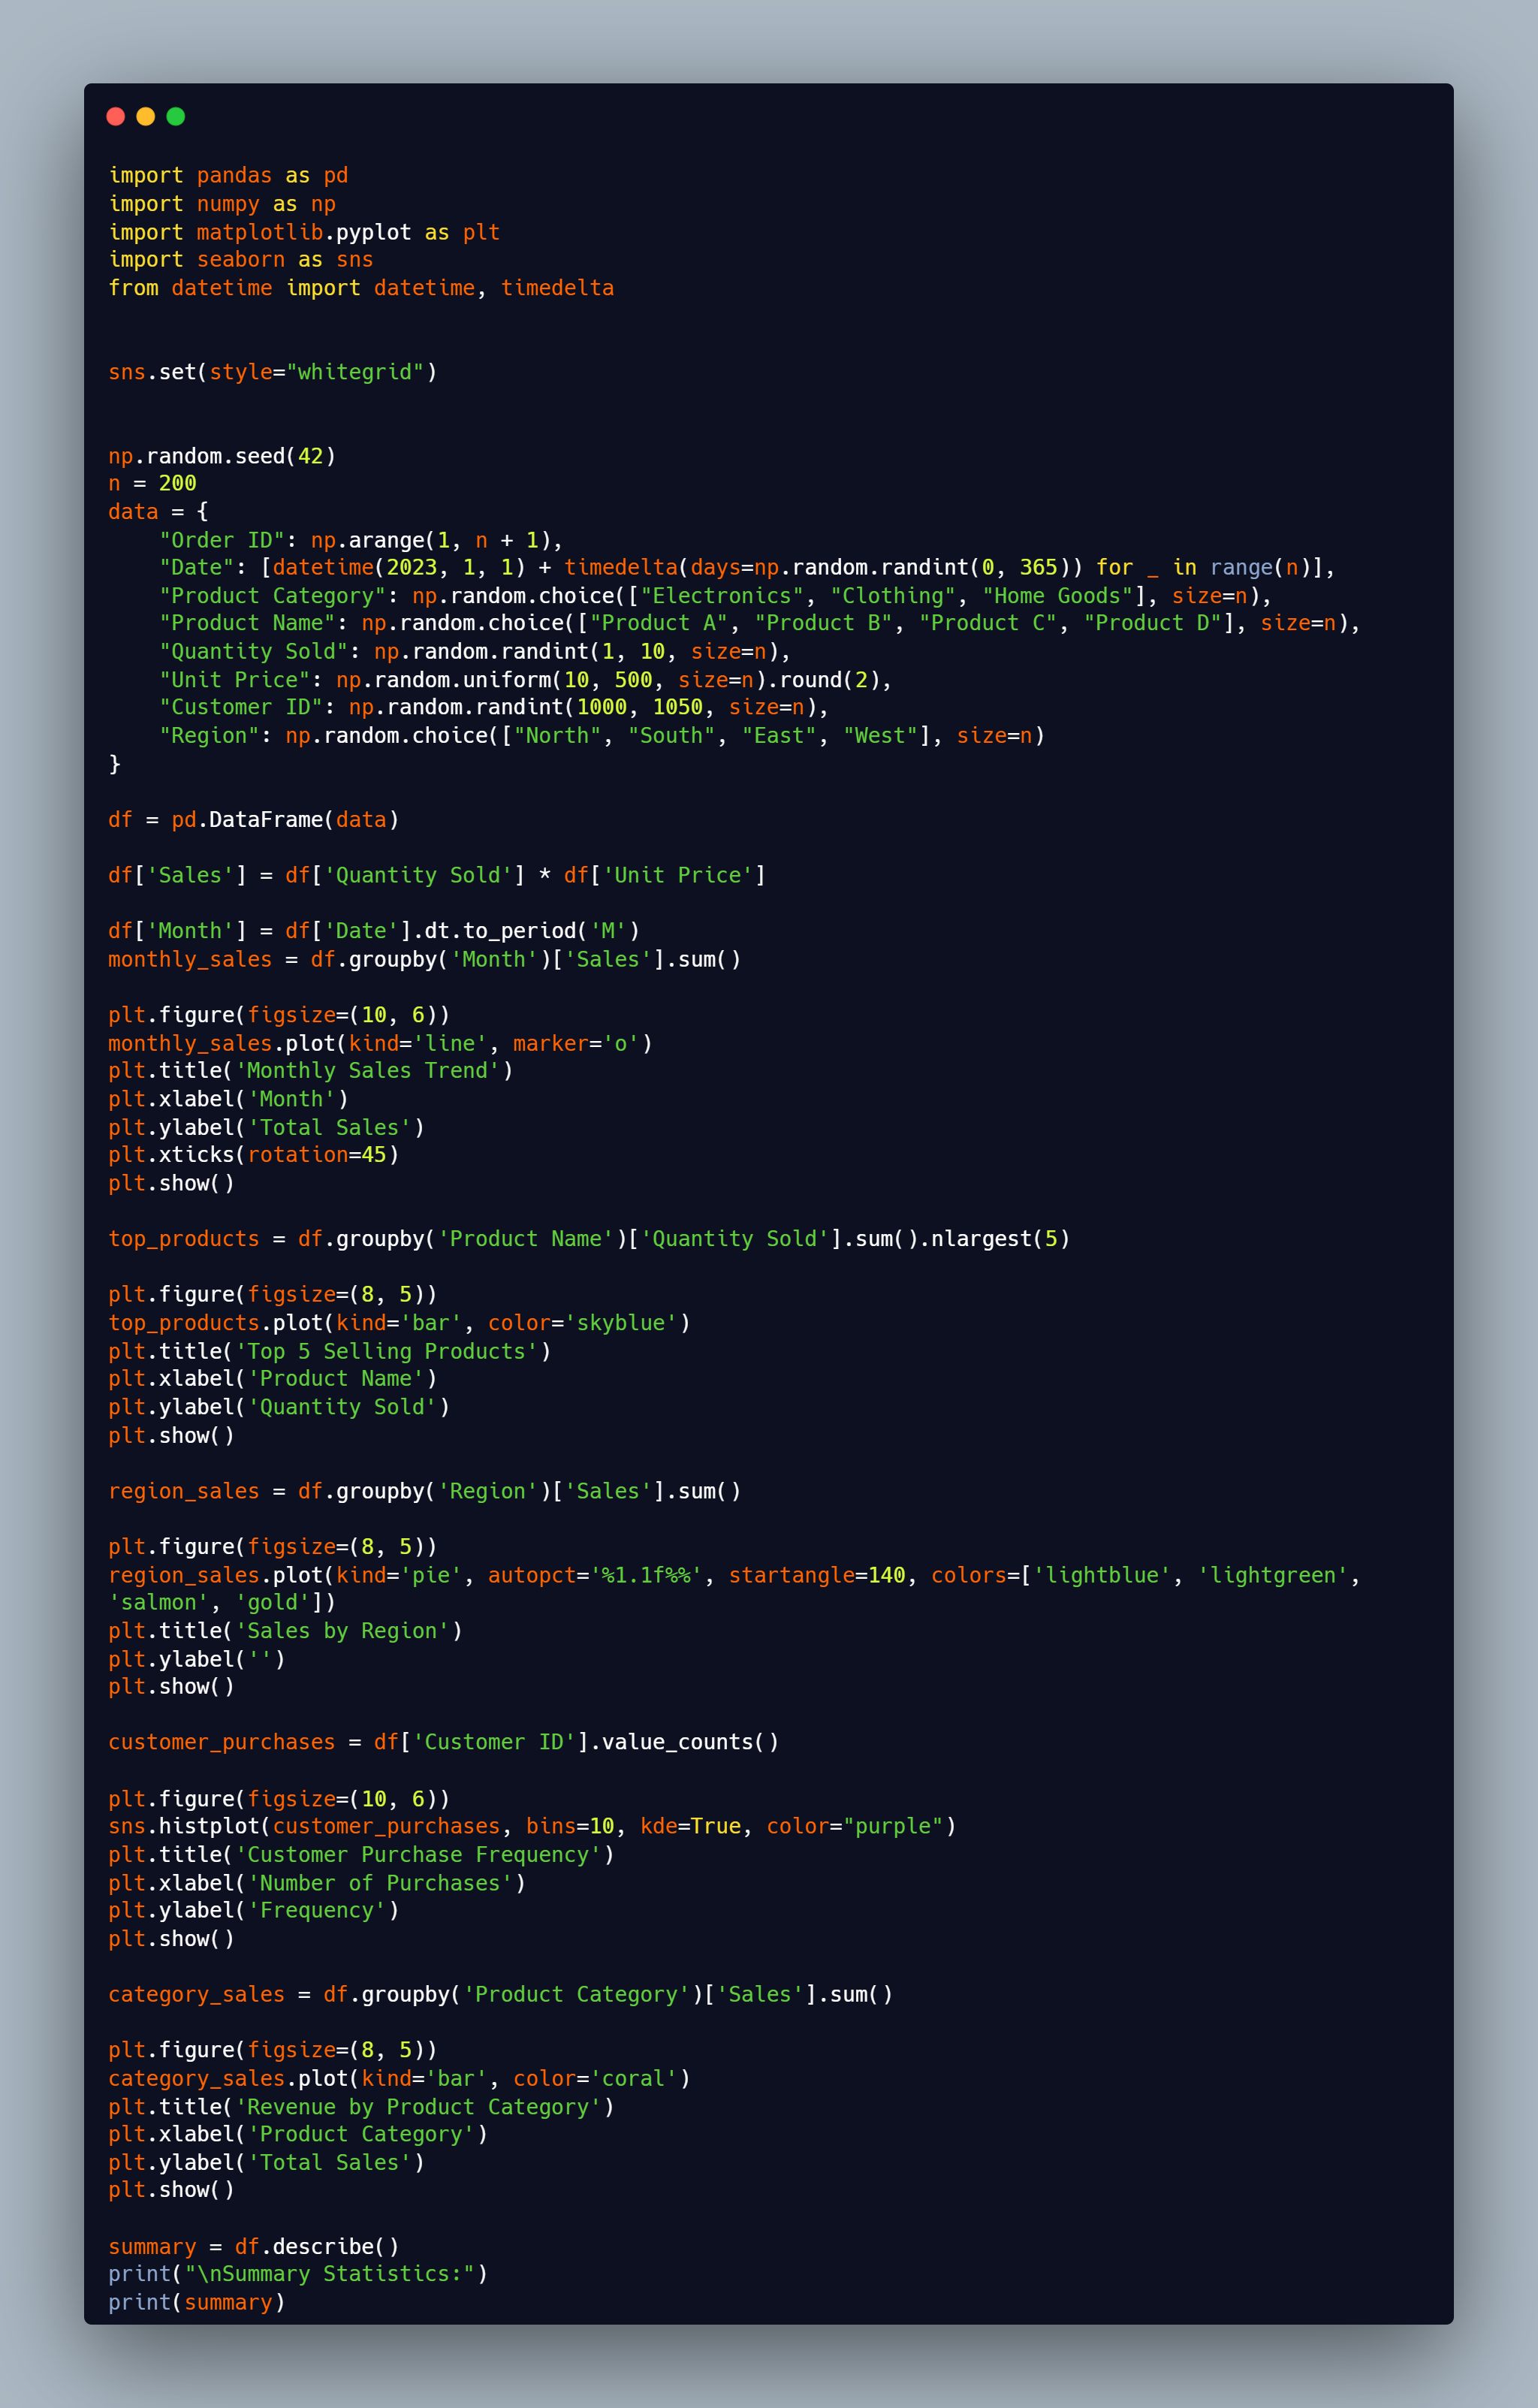 import pandas as pd
import numpy as np
import matplotlib.pyplot as plt
import seaborn as sns
from datetime import datetime, timedelta
sns.set(style="whitegrid")
np.random.seed(42)
n = 200
data = {
    "Order ID": np.arange(1, n + 1),
    "Date": [datetime(2023, 1, 1) + timedelta(days=np.random.randint(0, 365)) for _ in range(n)],
    "Product Category": np.random.choice(["Electronics", "Clothing", "Home Goods"], size=n),
    "Product Name": np.random.choice(["Product A", "Product B", "Product C", "Product D"], size=n),
    "Quantity Sold": np.random.randint(1, 10, size=n),
    "Unit Price": np.random.uniform(10, 500, size=n).round(2),
    "Customer ID": np.random.randint(1000, 1050, size=n),
    "Region": np.random.choice(["North", "South", "East", "West"], size=n)
}
df = pd.DataFrame(data)
df['Sales'] = df['Quantity Sold'] * df['Unit Price']
df['Month'] = df['Date'].dt.to_period('M')
monthly_sales = df.groupby('Month')['Sales'].sum()
plt.figure(figsize=(10, 6))
monthly_sales.plot(kind='line', marker='o')
plt.title('Monthly Sales Trend')
plt.xlabel('Month')
plt.ylabel('Total Sales')
plt.xticks(rotation=45)
plt.show()
top_products = df.groupby('Product Name')['Quantity Sold'].sum().nlargest(5)
plt.figure(figsize=(8, 5))
top_products.plot(kind='bar', color='skyblue')
plt.title('Top 5 Selling Products')
plt.xlabel('Product Name')
plt.ylabel('Quantity Sold')
plt.show()
region_sales = df.groupby('Region')['Sales'].sum()
plt.figure(figsize=(8, 5))
region_sales.plot(kind='pie', autopct='%1.1f%%', startangle=140, colors=['lightblue', 'lightgreen',
'salmon', 'gold'])
plt.title('Sales by Region')
plt.ylabel('')
plt.show()
customer_purchases = df['Customer ID'].value_counts()
plt.figure(figsize=(10, 6))
sns.histplot(customer_purchases, bins=10, kde=True, color="purple")
plt.title('Customer Purchase Frequency')
plt.xlabel('Number of Purchases')
plt.ylabel('Frequency')
plt.show()
category_sales = df.groupby('Product Category')['Sales'].sum()
plt.figure(figsize=(8, 5))
category_sales.plot(kind='bar', color='coral')
plt.title('Revenue by Product Category')
plt.xlabel('Product Category')
plt.ylabel('Total Sales')
plt.show()
summary = df.describe()
print("\nSummary Statistics:")
print(summary)